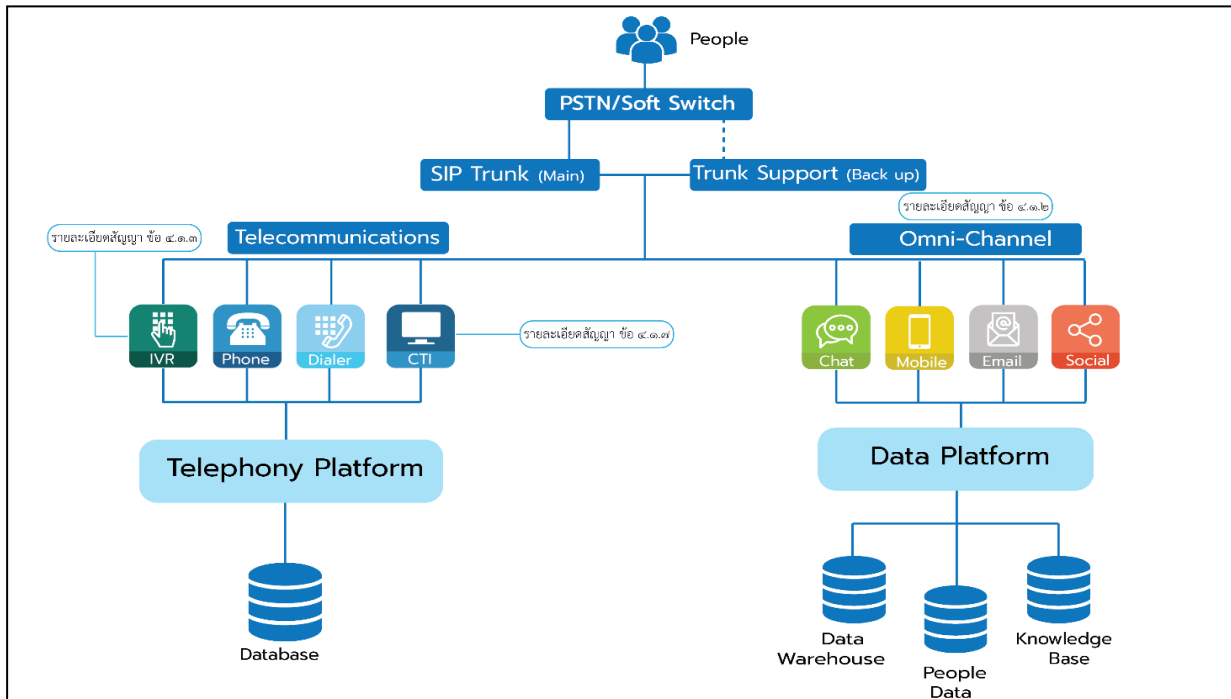 People
PSTN/Soft Switch
SIP Trunk (Main)
Trunk Support (Back up)
รายละเอียดสัญญา ข้อ ๔.๑.๒
รายละเอียดสัญญา ข้อ ๔.๑.๓
Telecommunications
Omni-Channel
IVR
Phone
Dialer
CTI
รายละเอียดสัญญา ข้อ ๔.๑.๗
Chat
Mobile
Email
Social
Telephony Platform
Data Platform
Database
Data
Warehouse
People
Data
Knowledge
Base